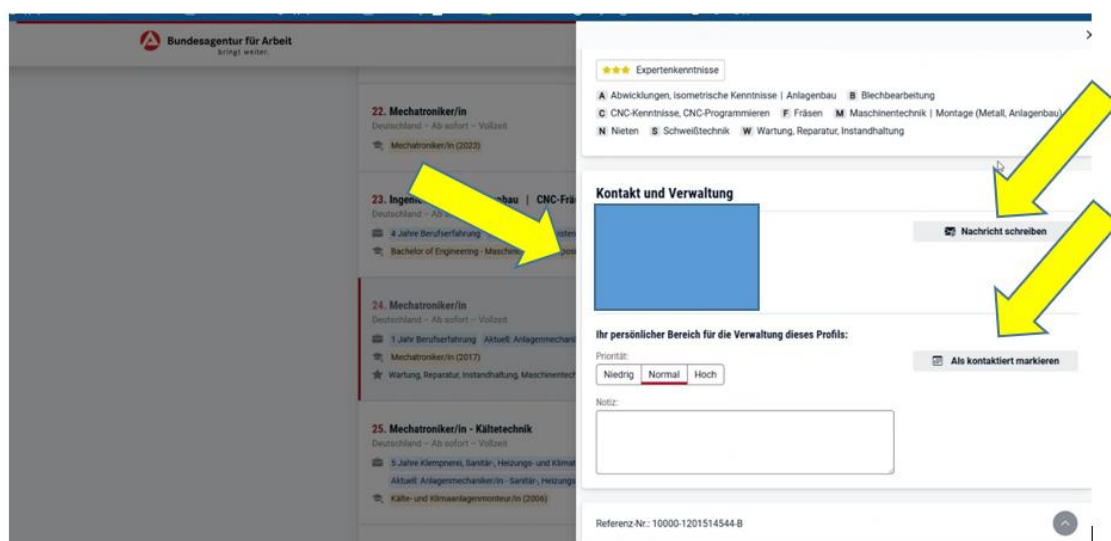 Bundesagentur für Arbeit
bringt weiter.
22. Mechatroniker/in
Deutschland – Ab sofort – Vollzeit
Mechatroniker/in (2023)
23. Ingenie
nbau | CNC-Frä
Deutschland – Ab
4 Jahre Berufserfahrung
Bachelor of Engineering - Maschin
24. Mechatroniker/in
Deutschland – Ab sofort – Vollzeit
1 Jahr Berufserfahrung Aktuell: Anlagenmechani
Mechatroniker/in (2017)
Wartung, Reparatur, Instandhaltung, Maschinentech
25. Mechatroniker/in - Kältetechnik
Deutschland – Ab sofort – Vollzeit
5 Jahre Klempnerei, Sanitär-, Heizungs- und Klimat
Aktuell: Anlagenmechaniker/in - Sanitär-, Heizungs
Kälte- und Klimaanlagenmonteur/in (2006)
Expertenkenntnisse
A Abwicklungen, isometrische Kenntnisse | Anlagenbau B Blechbearbeitung
C CNC-Kenntnisse, CNC-Programmieren F Fräsen M Maschinentechnik | Montage (Metall, Anlagenbau)
N Nieten S Schweißtechnik W Wartung, Reparatur, Instandhaltung
Kontakt und Verwaltung
Nachricht schreiben
Ihr persönlicher Bereich für die Verwaltung dieses Profils:
Priorität:
Als kontaktiert markieren
Niedrig Normal Hoch
Notiz:
Referenz-Nr.: 10000-1201514544-B